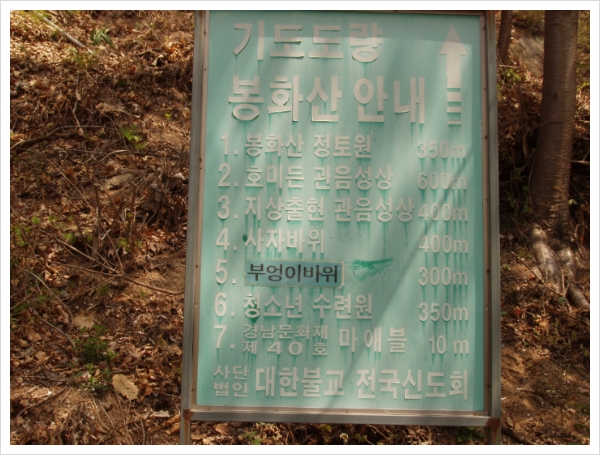 기도도량
봉화산 안내
1. 봉화산 정토원 350m
2. 호미든 관음성상 600m
3. 지상출현 관음성상 400m
4. 사자바위 400m
5. 부엉이바위 300m
6. 청소년 수련원 350m
7. 경남문화재 제40호 마애블 10m
사단법인 대한불교 전국신도회